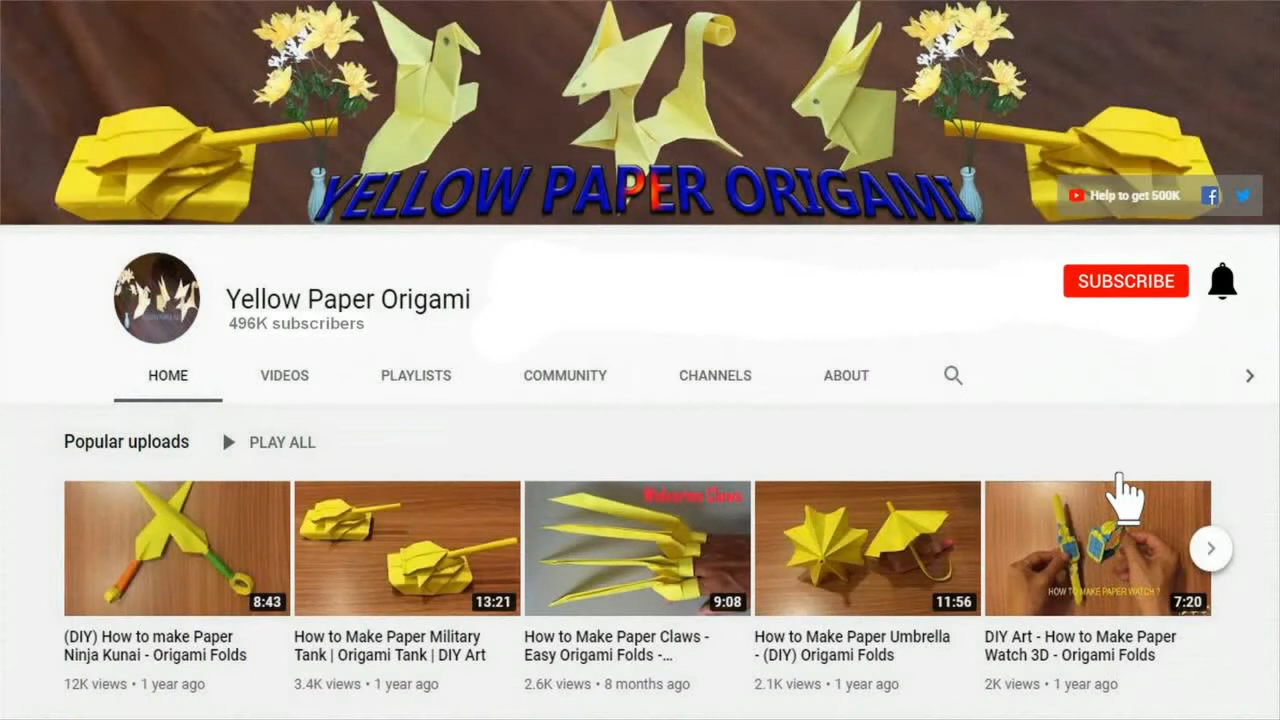 YELLOW PAPER ORIGAMI
Help to get 500K
Yellow Paper Origami
496K subscribers
SUBSCRIBE
HOME VIDEOS PLAYLISTS COMMUNITY CHANNELS ABOUT
Popular uploads PLAY ALL
Wolverine Claws
HOW TO MAKE PAPER WATCH ?
8:43 13:21 9:08 11:56 7:20
(DIY) How to make Paper
Ninja Kunai - Origami Folds
12K views • 1 year ago
How to Make Paper Military
Tank | Origami Tank | DIY Art
3.4K views • 1 year ago
How to Make Paper Claws -
Easy Origami Folds -...
2.6K views • 8 months ago
How to Make Paper Umbrella
- (DIY) Origami Folds
2.1K views • 1 year ago
DIY Art - How to Make Paper
Watch 3D - Origami Folds
2K views • 1 year ago